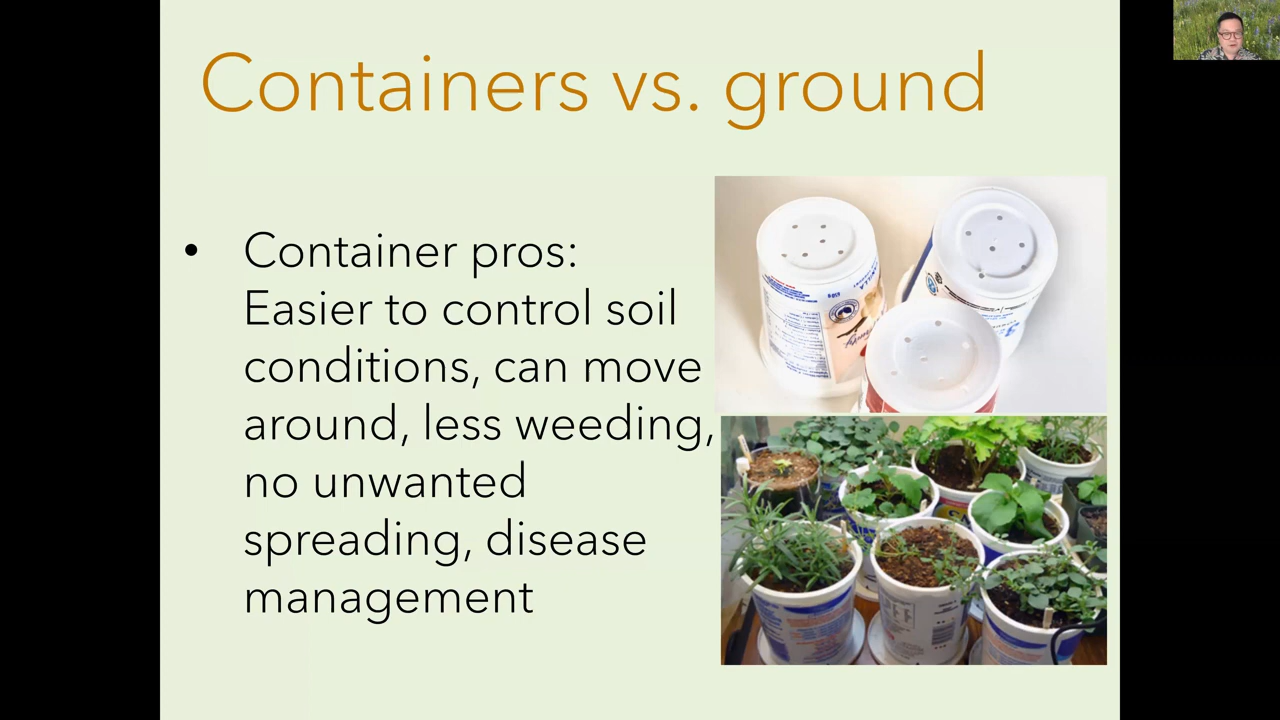 Containers vs. ground
• Container pros:
Easier to control soil
conditions, can move
around, less weeding,
no unwanted
spreading, disease
management